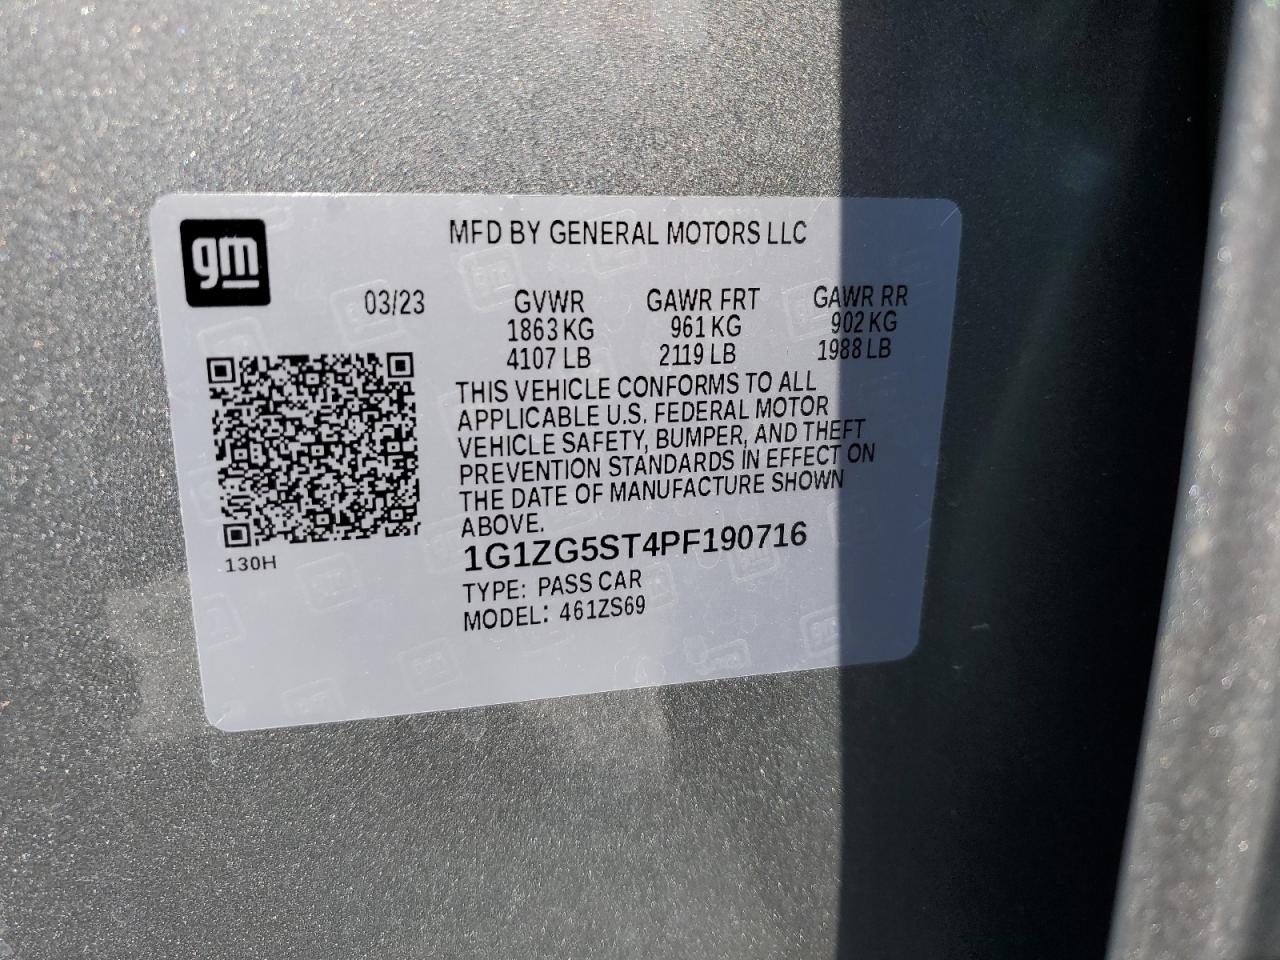 gm
MFD BY GENERAL MOTORS LLC
03/23 GVWR GAWR FRT GAWR RR
1863 KG 961 KG 902 KG
4107 LB 2119 LB 1988 LB
THIS VEHICLE CONFORMS TO ALL
APPLICABLE U.S. FEDERAL MOTOR
VEHICLE SAFETY, BUMPER, AND THEFT
PREVENTION STANDARDS IN EFFECT ON
THE DATE OF MANUFACTURE SHOWN
ABOVE.
130H
1G1ZG5ST4PF190716
TYPE: PASS CAR
MODEL: 461ZS69